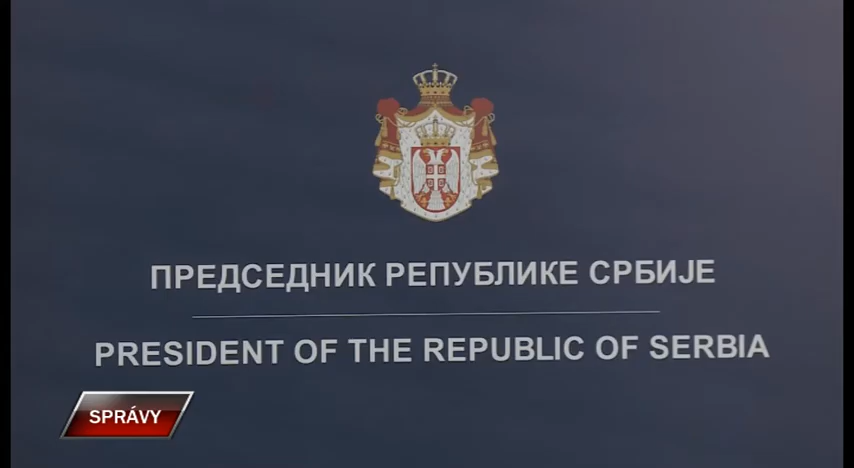 ПРЕДСЕДНИК РЕПУБЛИКЕ СРБИЈЕ
PRESIDENT OF THE REPUBLIC OF SERBIA
SPRÁVY